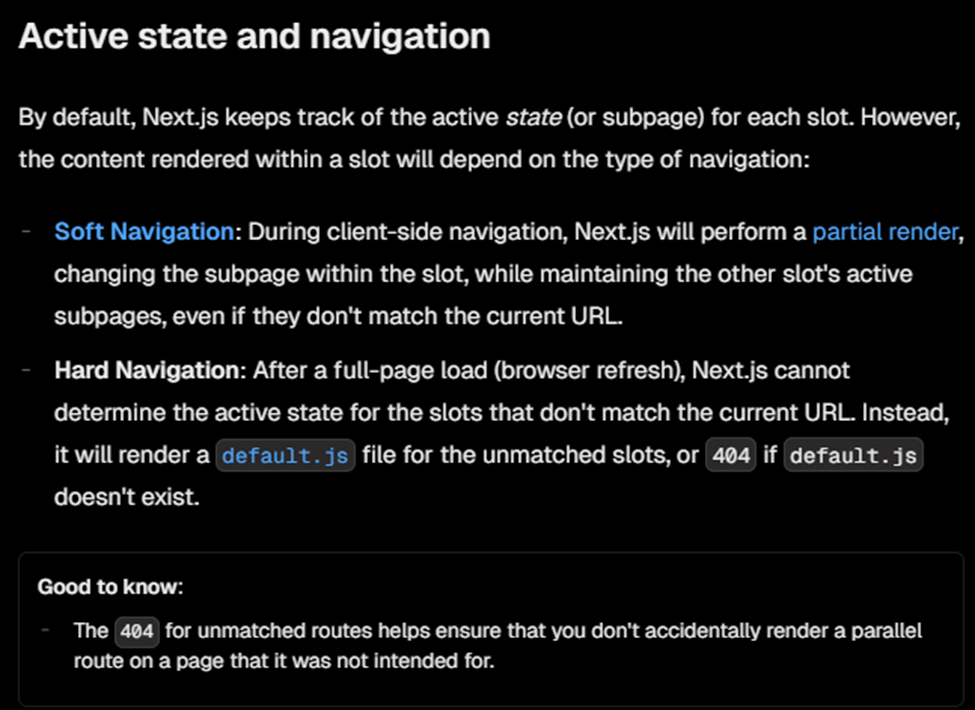 Active state and navigation
By default, Next.js keeps track of the active state (or subpage) for each slot. However,
the content rendered within a slot will depend on the type of navigation:
- Soft Navigation: During client-side navigation, Next.js will perform a partial render,
changing the subpage within the slot, while maintaining the other slot's active
subpages, even if they don't match the current URL.
- Hard Navigation: After a full-page load (browser refresh), Next.js cannot
determine the active state for the slots that don't match the current URL. Instead,
it will render a default.js file for the unmatched slots, or 404 if default.js
doesn't exist.
Good to know:
- The 404 for unmatched routes helps ensure that you don't accidentally render a parallel
route on a page that it was not intended for.